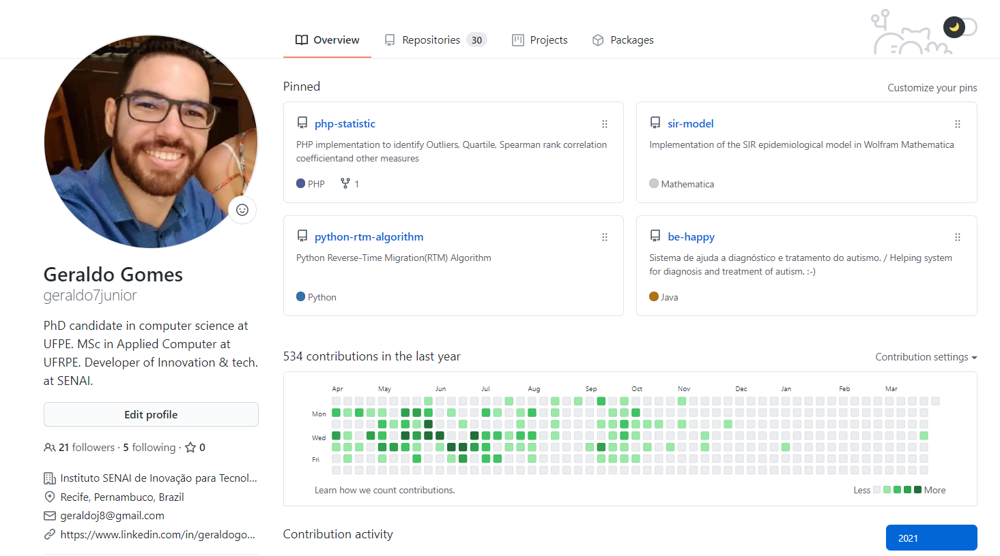 Overview
Repositories 30
Projects
Packages
Geraldo Gomes
geraldo7junior
PhD candidate in computer science at
UFPE. MSc in Applied Computer at
UFRPE. Developer of Innovation & tech.
at SENAI.
Edit profile
21 followers · 5 following · 0
Instituto SENAI de Inovação para Tecnol...
Recife, Pernambuco, Brazil
geraldoj8@gmail.com
https://www.linkedin.com/in/geraldogo...
Pinned
Customize your pins
php-statistic
PHP implementation to identify Outliers, Quartile, Spearman rank correlation
coefficientand other measures
PHP 1
sir-model
Implementation of the SIR epidemiological model in Wolfram Mathematica
Mathematica
python-rtm-algorithm
Python Reverse-Time Migration(RTM) Algorithm
Python
be-happy
Sistema de ajuda a diagnóstico e tratamento do autismo. / Helping system
for diagnosis and treatment of autism. :-)
Java
534 contributions in the last year
Contribution settings
Apr May Jun Jul Aug Sep Oct Nov Dec Jan Feb Mar
Mon
Wed
Fri
Learn how we count contributions.
Less More
Contribution activity
2021